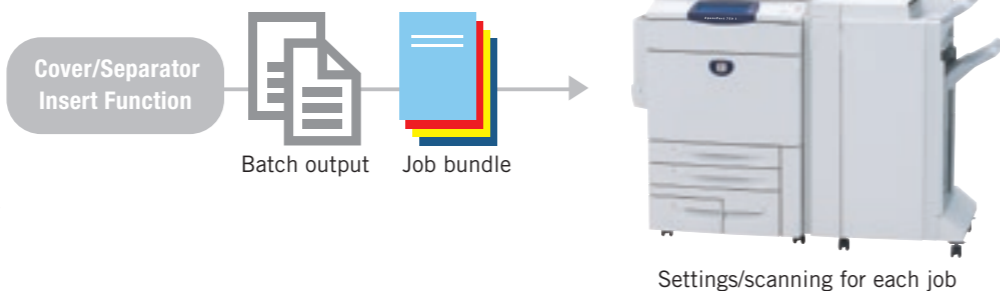 Cover/Separator
Insert Function
Batch output
Job bundle
Settings/scanning for each job